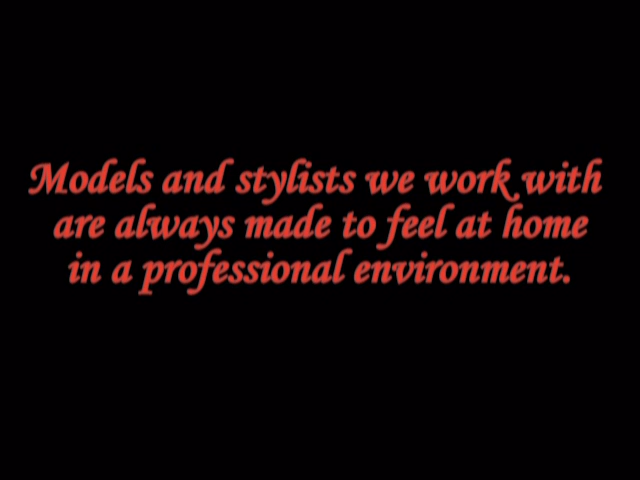 Models and stylists we work with
are always made to feel at home
in a professional environment.